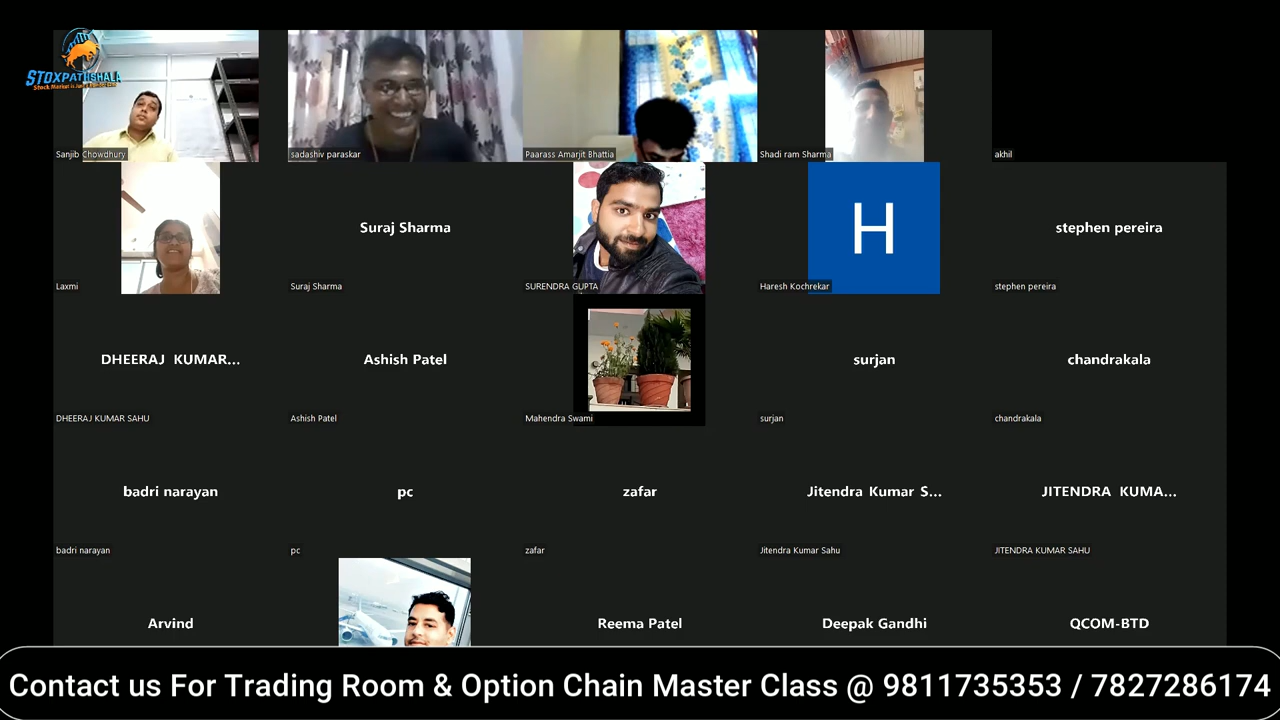 STOXPATHSHALA
Sanjib Chowdhury
sadashiv paraskar
Paarass Amarjit Bhattia
Shadi ram Sharma
akhil
Suraj Sharma
H
stephen pereira
Laxmi
Suraj Sharma
SURENDRA GUPTA
Haresh Kochrekar
stephen pereira
DHEERAJ KUMAR...
Ashish Patel
surjan
chandrakala
DHEERAJ KUMAR SAHU
Ashish Patel
Mahendra Swami
surjan
chandrakala
badri narayan
pc
zafar
Jitendra Kumar S...
JITENDRA KUMA...
badri narayan
pc
zafar
Jitendra Kumar Sahu
JITENDRA KUMAR SAHU
Arvind
Reema Patel
Deepak Gandhi
QCOM-BTD
Contact us For Trading Room & Option Chain Master Class @ 9811735353 / 7827286174